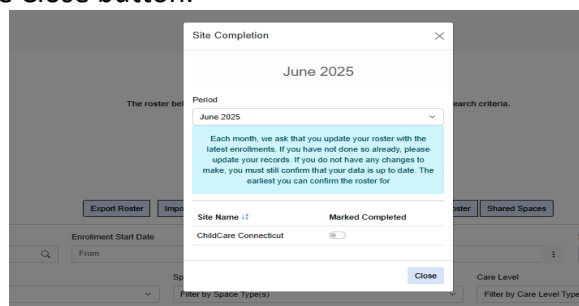 e Close button.
Site Completion
June 2025
The roster bel
earch criteria.
Period
June 2025
Each month, we ask that you update your roster with the
latest enrollments. If you have not done so already, please
update your records. If you do not have any changes to
make, you must still confirm that your data is up to date. The
earliest you can confirm the roster for
Export Roster Impo oster Shared Spaces
Site Name Marked Completed
Enrollment Start Date
ChildCare Connecticut
From
Close
Sp Care Level
Filter by Space Type(s) Filter by Care Level Type